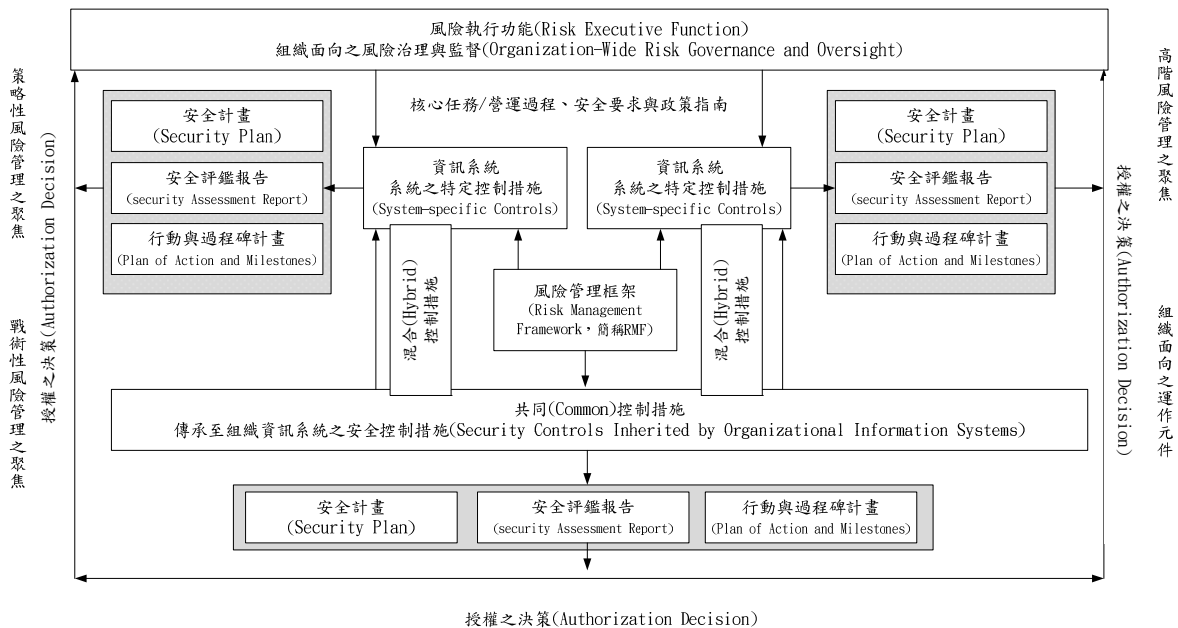 風險執行功能(Risk Executive Function)
組織面向之風險治理與監督(Organization-Wide Risk Governance and Oversight)
策略性風險管理之聚焦
戰術性風險管理之聚焦
授權之決策(Authorization Decision)
核心任務/營運過程、安全要求與政策指南
安全計畫
(Security Plan)
安全評鑑報告
(security Assessment Report)
行動與過程碑計畫
(Plan of Action and Milestones)
資訊系統
系統之特定控制措施
(System-specific Controls)
資訊系統
系統之特定控制措施
(System-specific Controls)
安全計畫
(Security Plan)
安全評鑑報告
(security Assessment Report)
行動與過程碑計畫
(Plan of Action and Milestones)
高階風險管理之聚焦
組織面向之運作元件
授權之決策(Authorization Decision)
混合(Hybrid)
控制措施
風險管理框架
(Risk Management
Framework，簡稱RMF)
混合(Hybrid)
控制措施
共同(Common)控制措施
傳承至組織資訊系統之安全控制措施(Security Controls Inherited by Organizational Information Systems)
安全計畫
(Security Plan)
安全評鑑報告
(security Assessment Report)
行動與過程碑計畫
(Plan of Action and Milestones)
授權之決策(Authorization Decision)